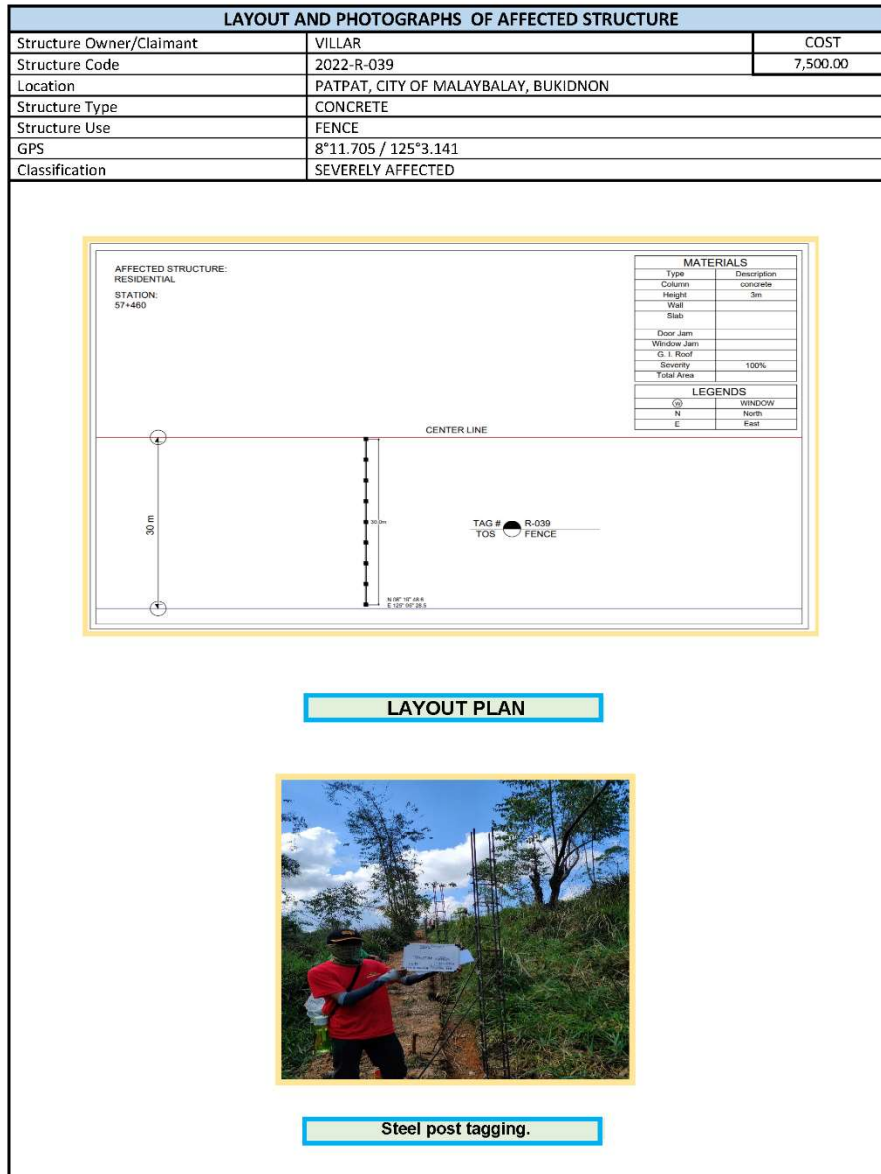 LAYOUT AND PHOTOGRAPHS OF AFFECTED STRUCTURE
Structure Owner/Claimant VILLAR COST
Structure Code 2022-R-039 7,500.00
Location PATPAT, CITY OF MALAYBALAY, BUKIDNON
Structure Type CONCRETE
Structure Use FENCE
GPS 8°11.705 / 125°3.141
Classification SEVERELY AFFECTED
AFFECTED STRUCTURE:
RESIDENTIAL
STATION:
57+460
MATERIALS
Type Description
Column concrete
Height 3m
Wall
Slab
Door Jam
Window Jam
G. I. Roof
Severity 100%
Total Area
LEGENDS
W WINDOW
N North
E East
CENTER LINE
30 m
30.0m
TAG # R-039
TOS FENCE
LAYOUT PLAN
Steel post tagging.